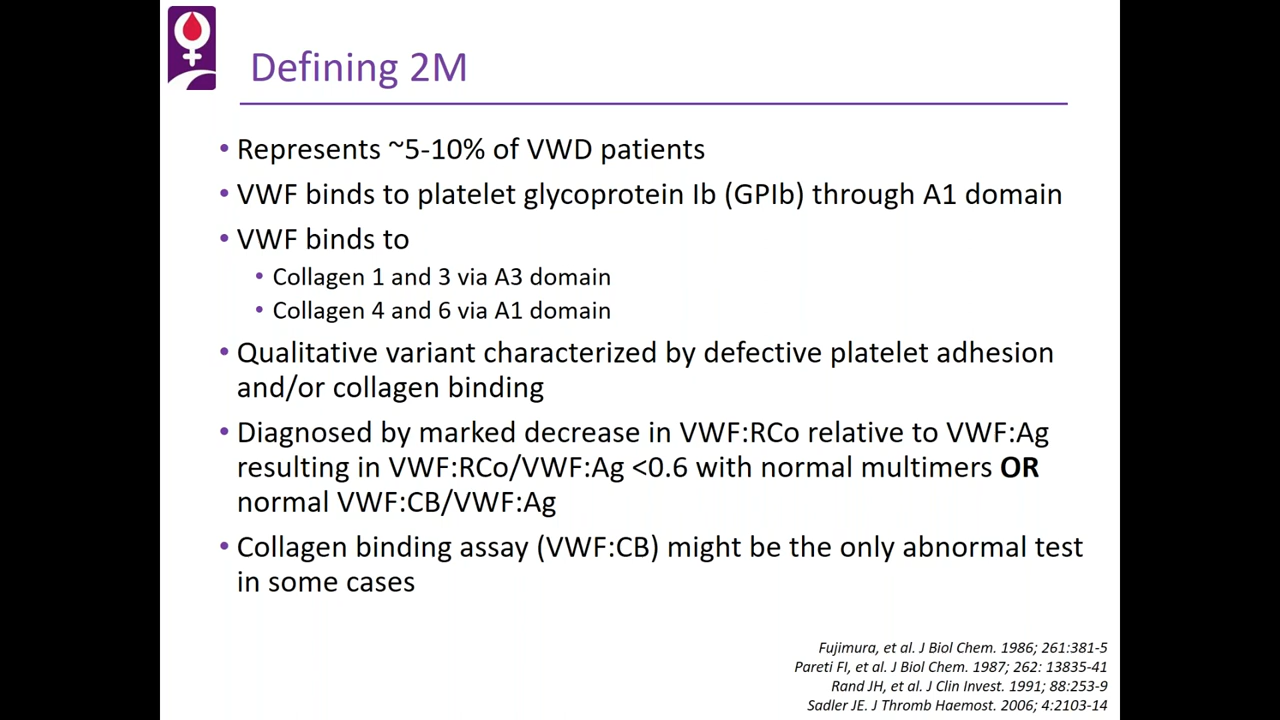 Defining 2M
• Represents ~5-10% of VWD patients
• VWF binds to platelet glycoprotein Ib (GPIb) through A1 domain
• VWF binds to
• Collagen 1 and 3 via A3 domain
• Collagen 4 and 6 via A1 domain
• Qualitative variant characterized by defective platelet adhesion
and/or collagen binding
• Diagnosed by marked decrease in VWF:RCo relative to VWF:Ag
resulting in VWF:RCo/VWF:Ag <0.6 with normal multimers OR
normal VWF:CB/VWF:Ag
• Collagen binding assay (VWF:CB) might be the only abnormal test
in some cases
Fujimura, et al. J Biol Chem. 1986; 261:381-5
Pareti FI, et al. J Biol Chem. 1987; 262: 13835-41
Rand JH, et al. J Clin Invest. 1991; 88:253-9
Sadler JE. J Thromb Haemost. 2006; 4:2103-14